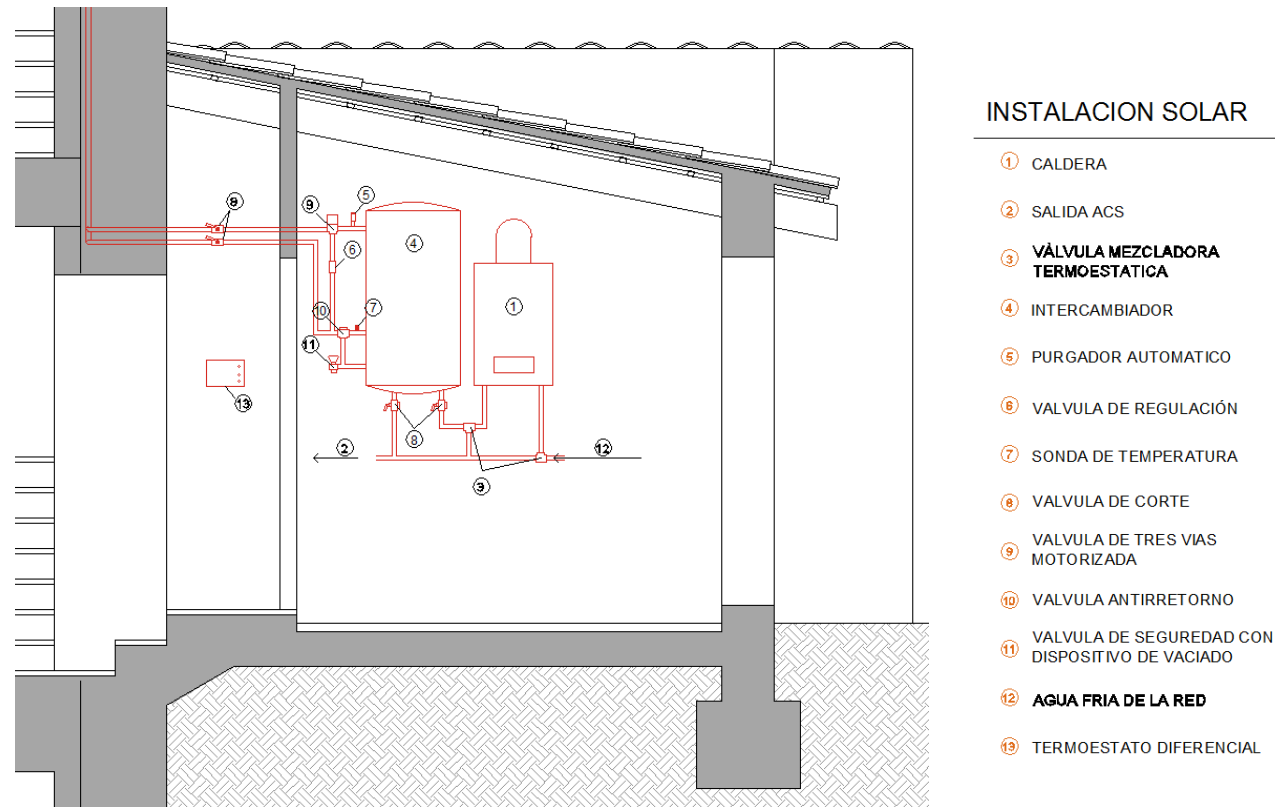 INSTALACION SOLAR
1 CALDERA
2 SALIDA ACS
3 VÀLVULA MEZCLADORA
TERMOESTATICA
4 INTERCAMBIADOR
5 PURGADOR AUTOMATICO
6 VALVULA DE REGULACIÓN
7 SONDA DE TEMPERATURA
8 VALVULA DE CORTE
9 VALVULA DE TRES VIAS
MOTORIZADA
10 VALVULA ANTIRRETORNO
11 VALVULA DE SEGUREDAD CON
DISPOSITIVO DE VACIADO
12 AGUA FRIA DE LA RED
13 TERMOESTATO DIFERENCIAL
8
9
5
4
6
1
10
7
11
13
8
2
12
3